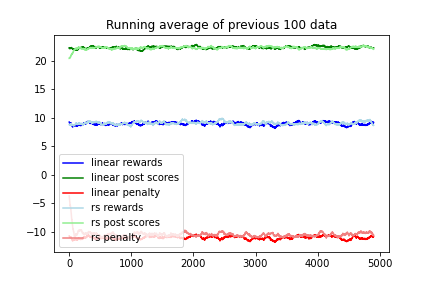 Running average of previous 100 data
20
15
10
5
0
−5
−10
linear rewards
linear post scores
linear penalty
rs rewards
rs post scores
rs penalty
0
1000
2000
3000
4000
5000